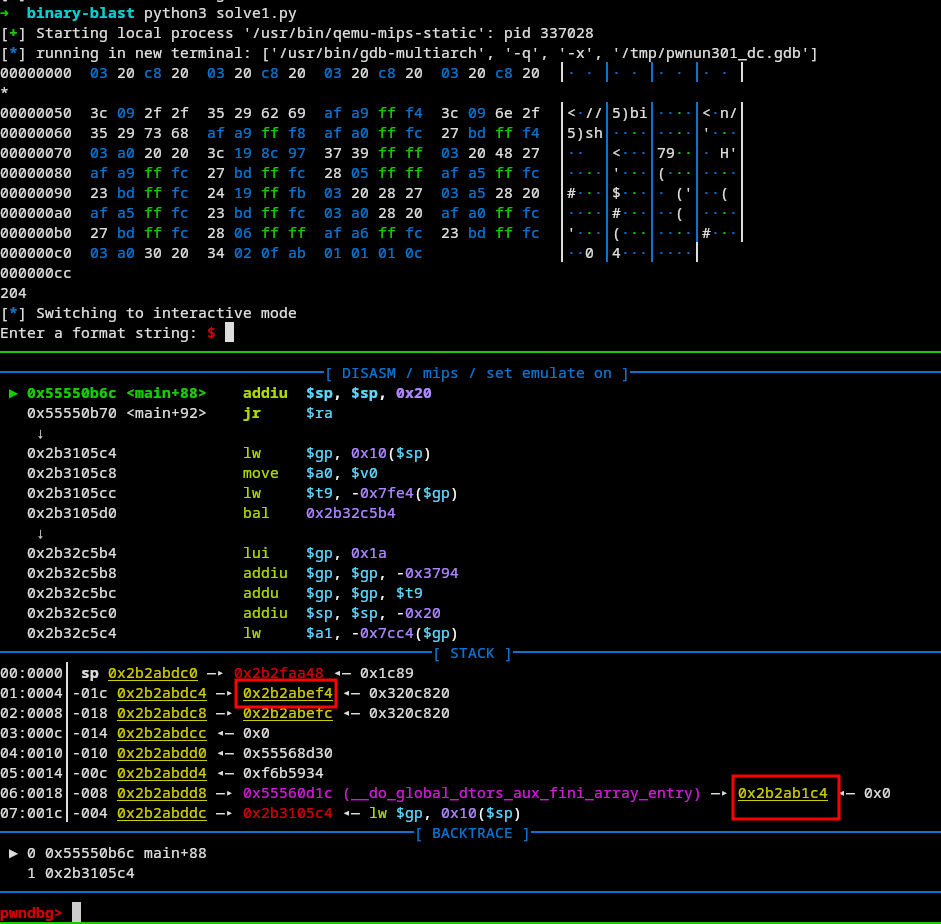 → binary-blast python3 solve1.py
[+] Starting local process '/usr/bin/qemu-mips-static': pid 337028
[*] running in new terminal: ['/usr/bin/gdb-multiarch', '-q', '-x', '/tmp/pwnun301_dc.gdb']
00000000  03 20 c8 20  03 20 c8 20  03 20 c8 20  03 20 c8 20  │· · │· · │· · │· · │
*
00000050  3c 09 2f 2f  35 29 62 69  af a9 ff f4  3c 09 6e 2f  │<·//│5)bi│····│<·n/│
00000060  35 29 73 68  af a9 ff f8  af a0 ff fc  27 bd ff f4  │5)sh│····│····│'···│
00000070  03 a0 20 20  3c 19 8c 97  37 39 ff ff  03 20 48 27  │··  │<···│79··│· H'│
00000080  af a9 ff fc  27 bd ff fc  28 05 ff ff  af a5 ff fc  │····│'···│(···│····│
00000090  23 bd ff fc  24 19 ff fb  03 20 28 27  03 a5 28 20  │#···│$···│· ('│··( │
000000a0  af a5 ff fc  23 bd ff fc  03 a0 28 20  af a0 ff fc  │····│#···│··( │····│
000000b0  27 bd ff fc  28 06 ff ff  af a6 ff fc  23 bd ff fc  │'···│(···│····│#···│
000000c0  03 a0 30 20  34 02 0f ab  01 01 01 0c               │··0 │4···│····│
000000cc
204
[*] Switching to interactive mode
Enter a format string: $
[ DISASM / mips / set emulate on ]
► 0x55550b6c <main+88>    addiu  $sp, $sp, 0x20
0x55550b70 <main+92>    jr     $ra
↓
0x2b3105c4              lw     $gp, 0x10($sp)
0x2b3105c8              move   $a0, $v0
0x2b3105cc              lw     $t9, -0x7fe4($gp)
0x2b3105d0              bal    0x2b32c5b4
↓
0x2b32c5b4              lui    $gp, 0x1a
0x2b32c5b8              addiu  $gp, $gp, -0x3794
0x2b32c5bc              addu   $gp, $gp, $t9
0x2b32c5c0              addiu  $sp, $sp, -0x20
0x2b32c5c4              lw     $a1, -0x7cc4($gp)
[ STACK ]
00:0000│ sp 0x2b2abdc0 —▸ 0x2b2faa48 ◂— 0x1c89
01:0004│-01c 0x2b2abdc4 —▸ 0x2b2abef4 ◂— 0x320c820
02:0008│-018 0x2b2abdc8 —▸ 0x2b2abefc ◂— 0x320c820
03:000c│-014 0x2b2abdcc ◂— 0x0
04:0010│-010 0x2b2abdd0 ◂— 0x55568d30
05:0014│-00c 0x2b2abdd4 ◂— 0xf6b5934
06:0018│-008 0x2b2abdd8 —▸ 0x55560d1c (__do_global_dtors_aux_fini_array_entry) —▸ 0x2b2ab1c4 ◂— 0x0
07:001c│-004 0x2b2abddc —▸ 0x2b3105c4 ◂— lw $gp, 0x10($sp)
[ BACKTRACE ]
► 0 0x55550b6c main+88
1 0x2b3105c4
pwndbg>